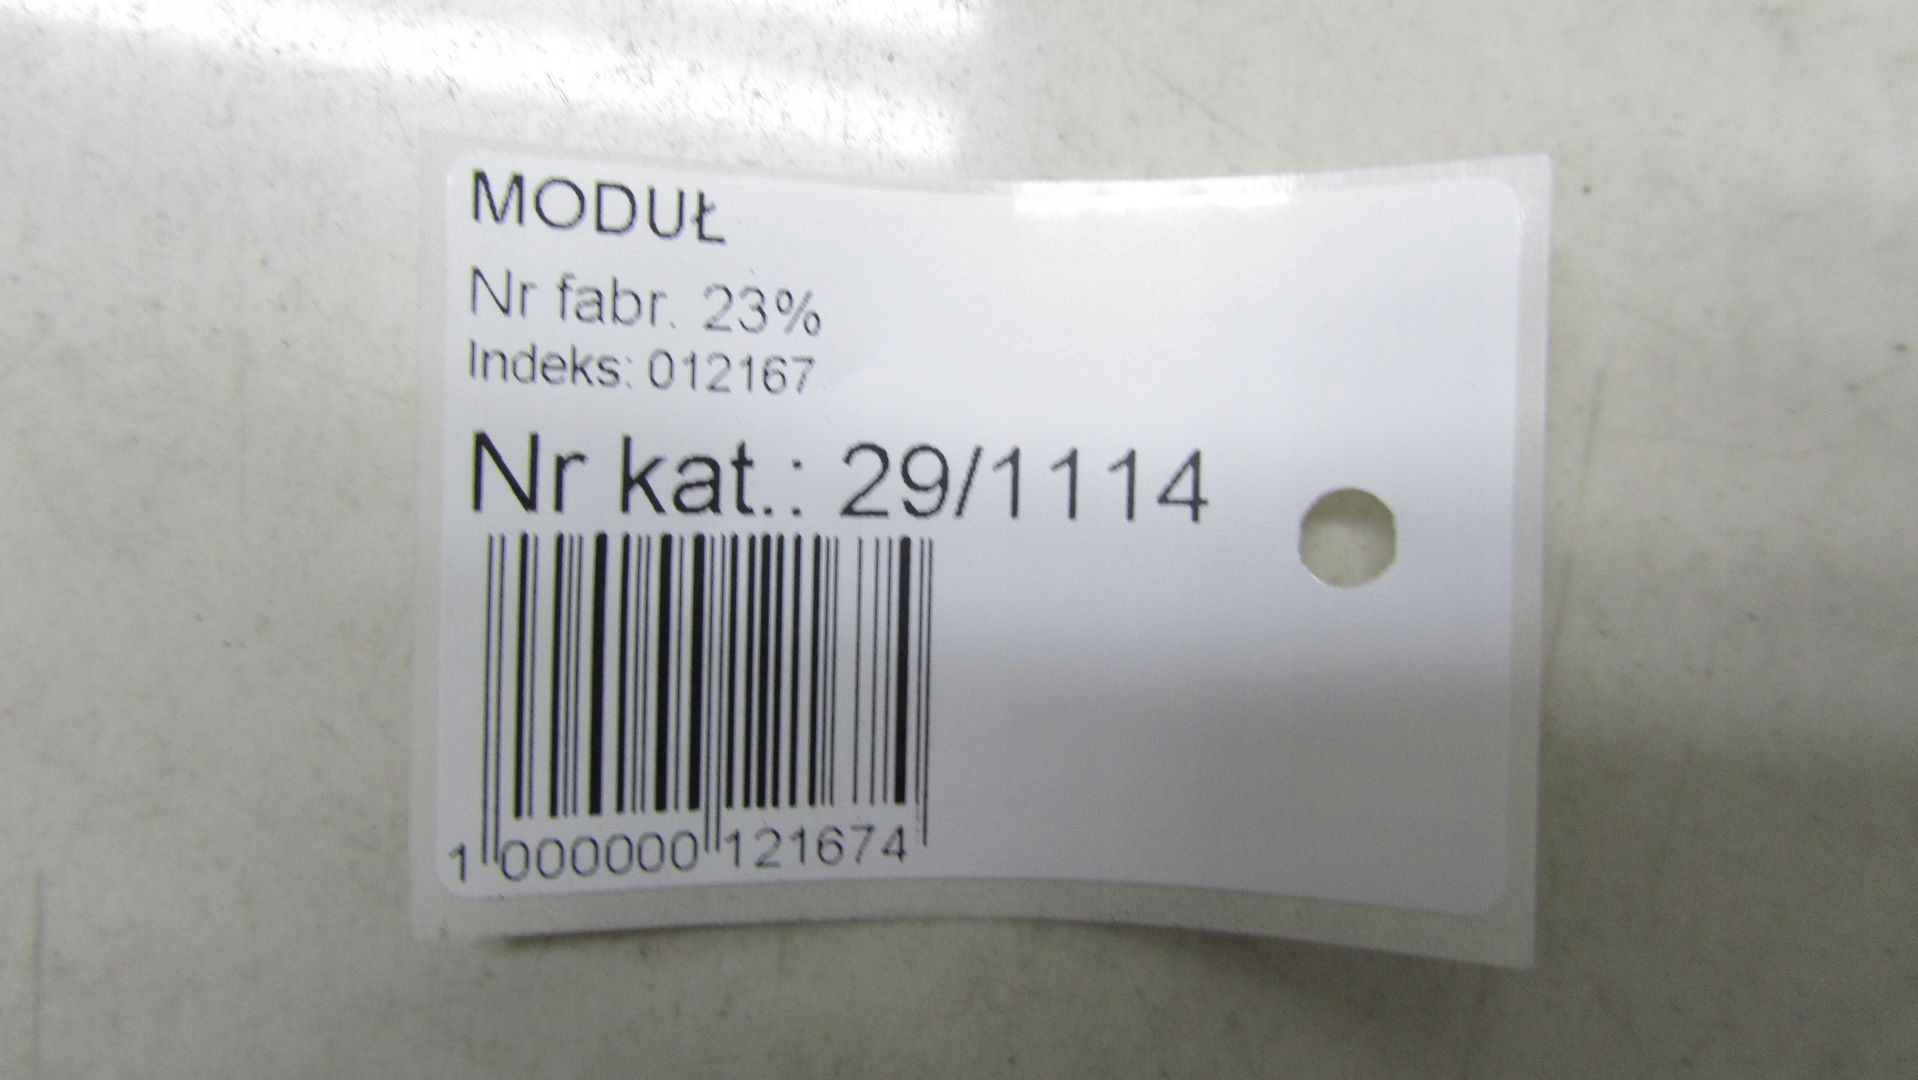 MODUŁ
Nr fabr. 23%
Indeks: 012167
Nr kat.: 29/1114
1 000000 121674